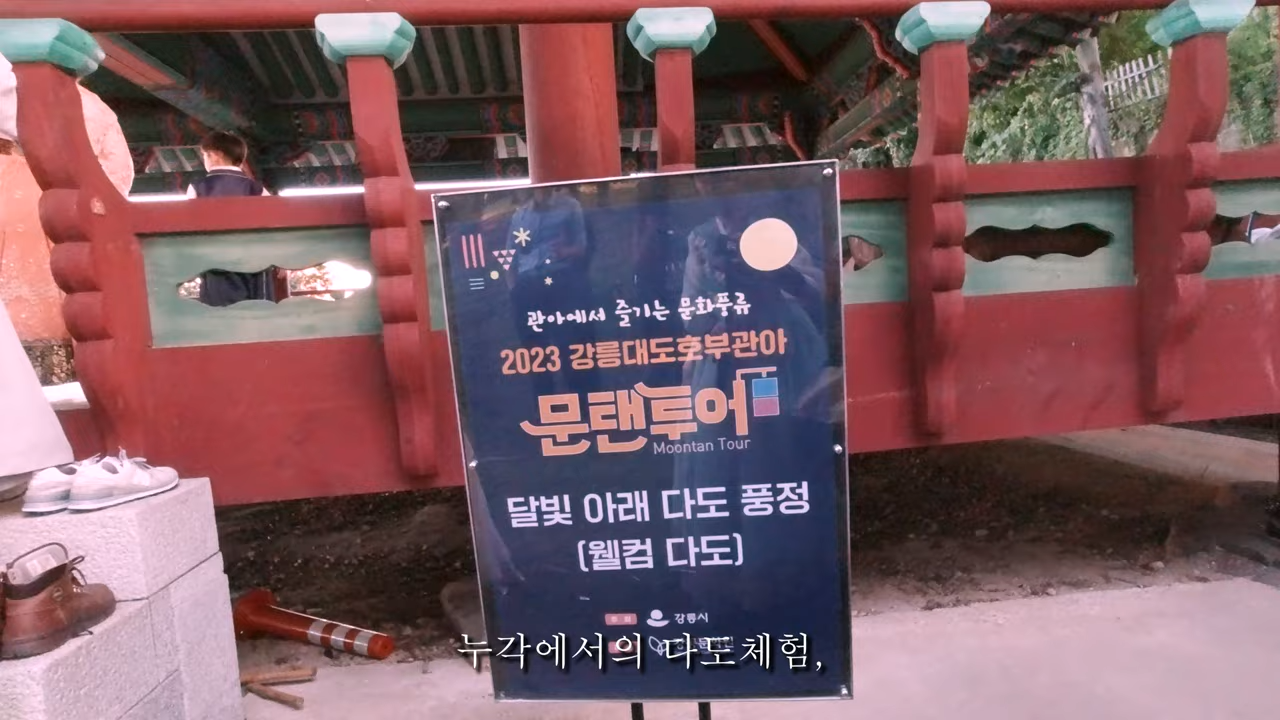 관아에서 즐기는 문화풍류
2023 강릉대도호부관아
문탠투어
Moontan Tour
달빛 아래 다도 풍정
(웰컴 다도)
강릉시
누각에서의 다도체험,